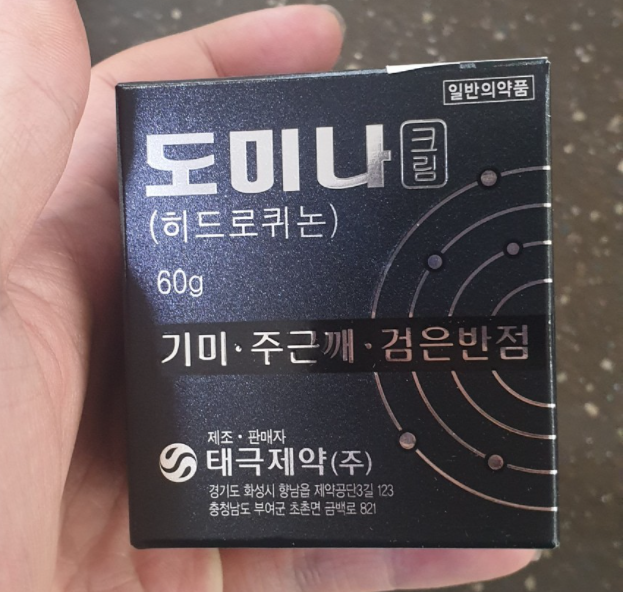 일반의약품
도미나 크림
(히드로퀴논)
60g
기미·주근깨·검은반점
제조·판매자
태극제약(주)
경기도 화성시 향남읍 제약공단3길 123
충청남도 부여군 초촌면 금백로 821